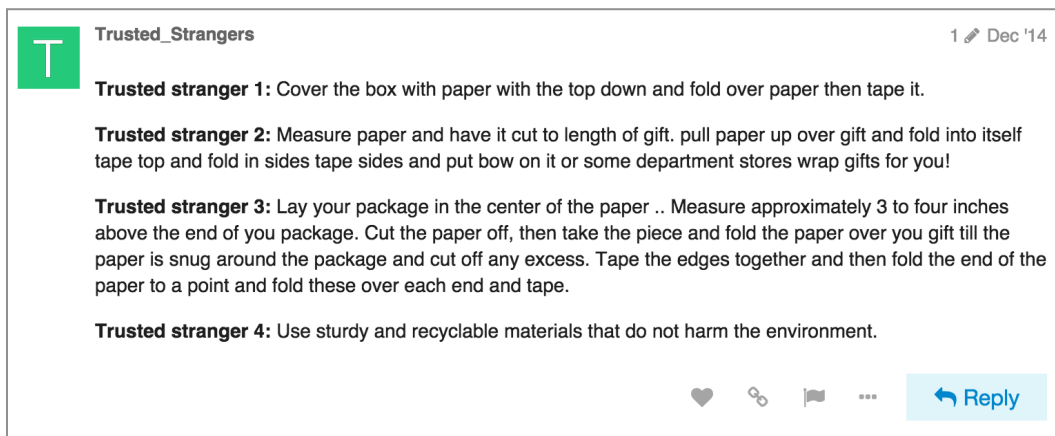 T
Trusted_Strangers
1 Dec '14
Trusted stranger 1: Cover the box with paper with the top down and fold over paper then tape it.
Trusted stranger 2: Measure paper and have it cut to length of gift. pull paper up over gift and fold into itself
tape top and fold in sides tape sides and put bow on it or some department stores wrap gifts for you!
Trusted stranger 3: Lay your package in the center of the paper .. Measure approximately 3 to four inches
above the end of you package. Cut the paper off, then take the piece and fold the paper over you gift till the
paper is snug around the package and cut off any excess. Tape the edges together and then fold the end of the
paper to a point and fold these over each end and tape.
Trusted stranger 4: Use sturdy and recyclable materials that do not harm the environment.
Reply